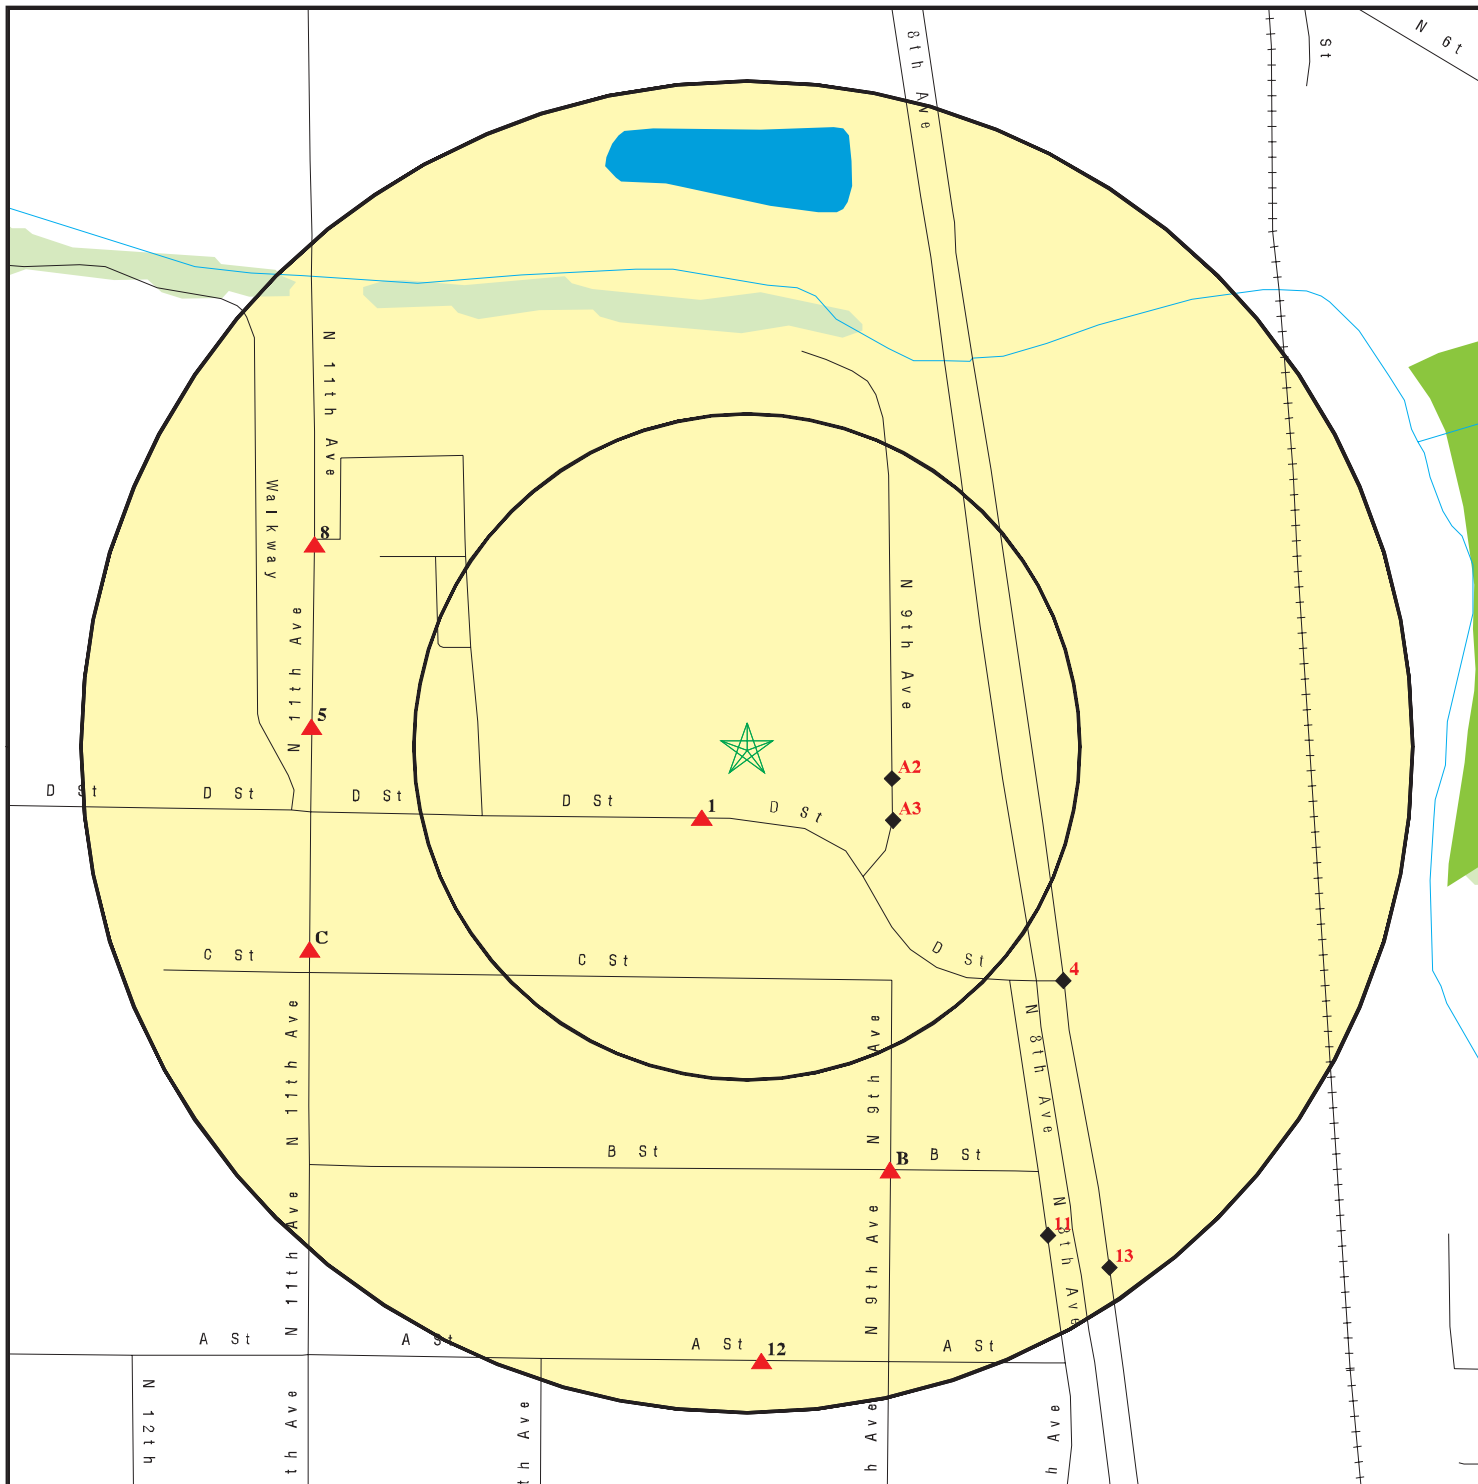 8th Ave
St
N 6t
N 11th Ave
Walkway
8
N 11th Ave
N 9th Ave
5
A2
D St
D St
D St
D St
1
D St
A3
C
C St
C St
D St
4
N 11th Ave
N 9th Ave
N 8th Ave
B St
B
B St
N 11th Ave
N 9th Ave
N 8th Ave
11
13
A St
A St
A St
12
A St
N 12th
th Ave
th Ave
h Ave
h Ave